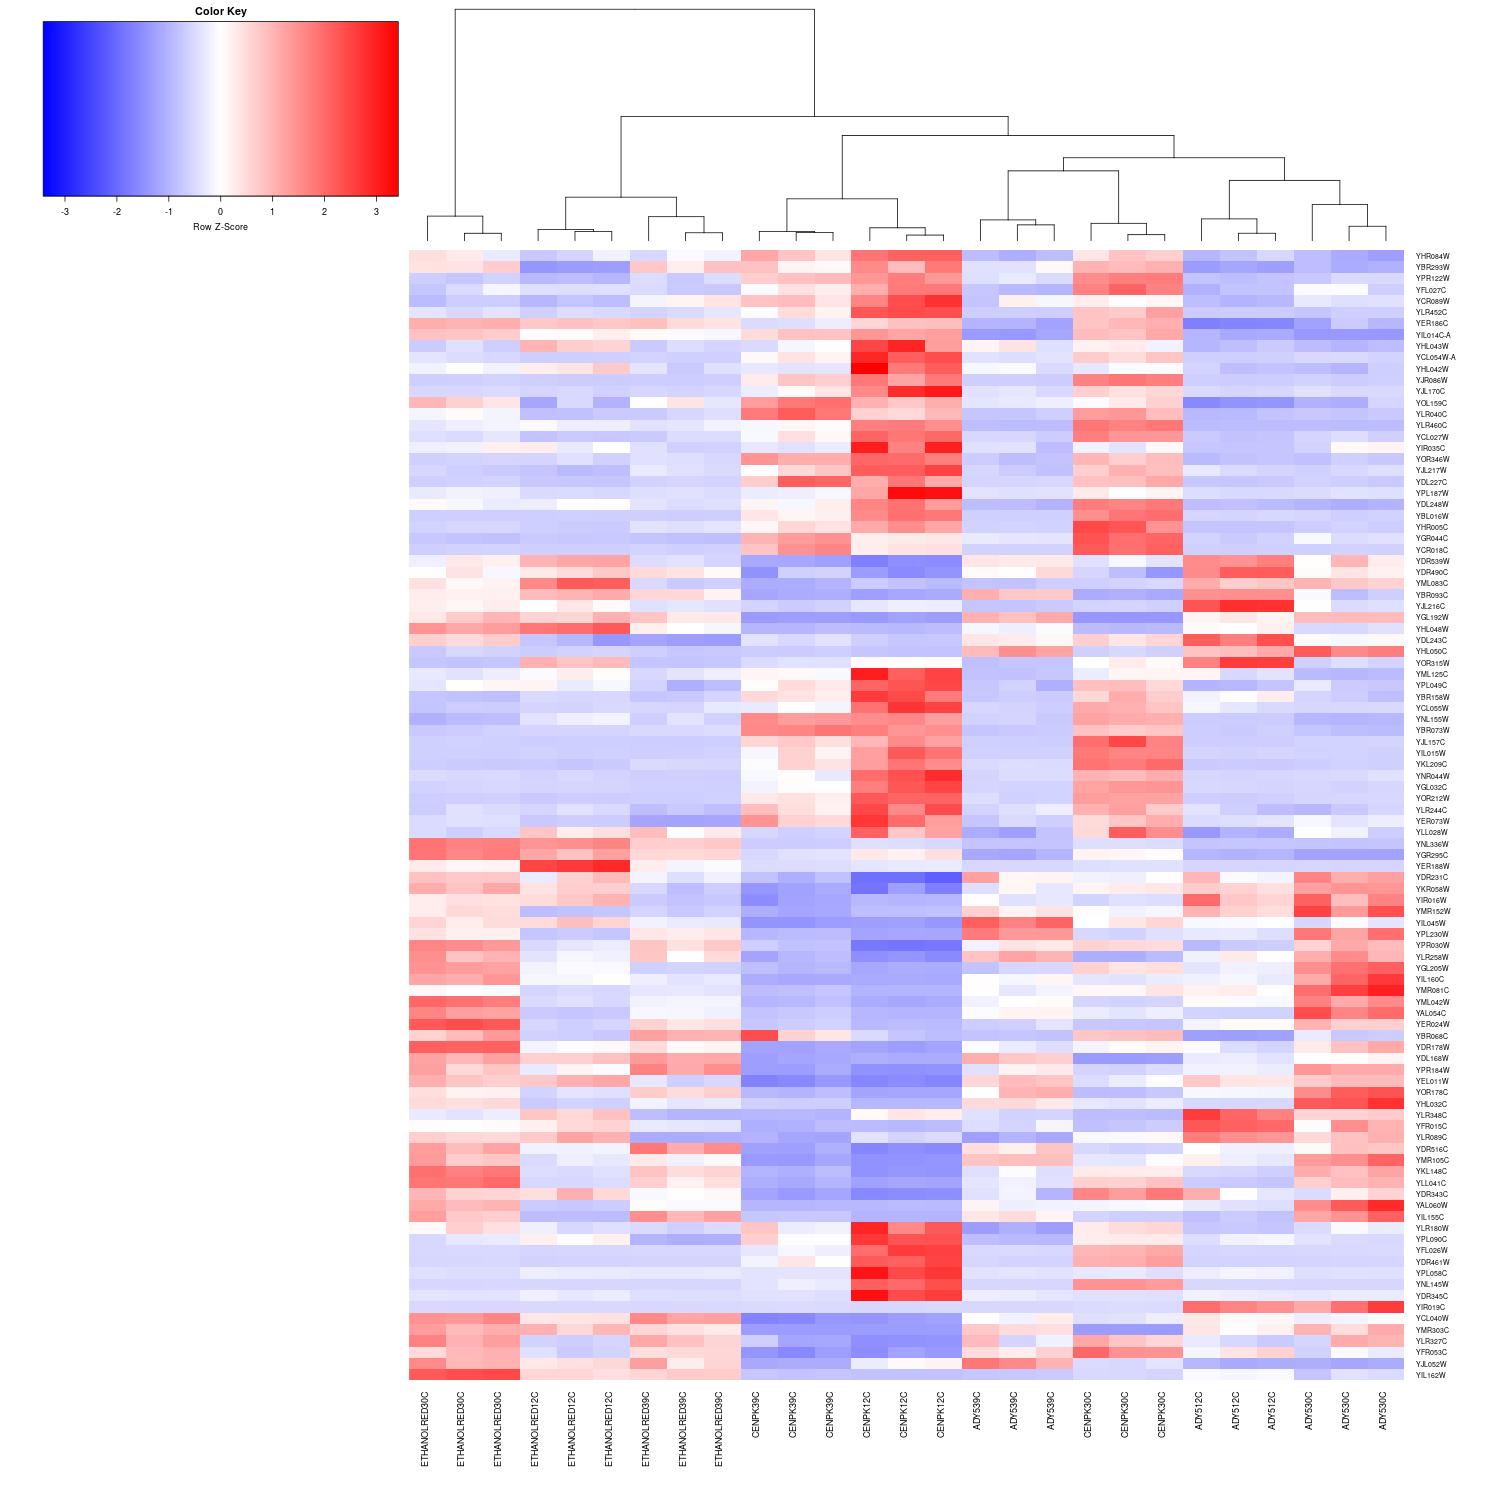 Color Key
-3 -2 -1 0 1 2 3
Row Z-Score
YHR084W
YBR293W
YPR122W
YFL027C
YCR089W
YLR452C
YER186C
YIL014C-A
YHL043W
YCL054W-A
YHL042W
YJR086W
YJL170C
YOL159C
YLR040C
YLR460C
YCL027W
YIR035C
YOR346W
YJL217W
YDL227C
YPL187W
YDL248W
YBL016W
YHR005C
YGR044C
YCR018C
YDR539W
YDR490C
YML083C
YBR093C
YJL216C
YGL192W
YHL048W
YDL243C
YHL050C
YOR315W
YML125C
YPL049C
YBR158W
YCL055W
YNL155W
YBR073W
YJL157C
YIL015W
YKL209C
YNR044W
YGL032C
YOR212W
YLR244C
YER073W
YLL028W
YNL336W
YGR295C
YER188W
YDR231C
YKR058W
YIR016W
YMR152W
YIL045W
YPL230W
YPR030W
YLR258W
YGL205W
YIL160C
YMR081C
YML042W
YAL054C
YER024W
YBR068C
YDR178W
YDL168W
YPR184W
YEL011W
YOR178C
YHL032C
YLR348C
YFR015C
YLR089C
YDR516C
YMR105C
YKL148C
YLL041C
YDR343C
YAL060W
YIL155C
YLR180W
YPL090C
YFL026W
YDR461W
YPL058C
YNL145W
YDR345C
YIR019C
YCL040W
YMR303C
YLR327C
YFR053C
YJL052W
YIL162W
ETHANOLRED30C
ETHANOLRED30C
ETHANOLRED30C
ETHANOLRED12C
ETHANOLRED12C
ETHANOLRED12C
ETHANOLRED39C
ETHANOLRED39C
ETHANOLRED39C
CENPK39C
CENPK39C
CENPK39C
CENPK12C
CENPK12C
CENPK12C
ADY539C
ADY539C
ADY539C
CENPK30C
CENPK30C
CENPK30C
ADY512C
ADY512C
ADY512C
ADY530C
ADY530C
ADY530C